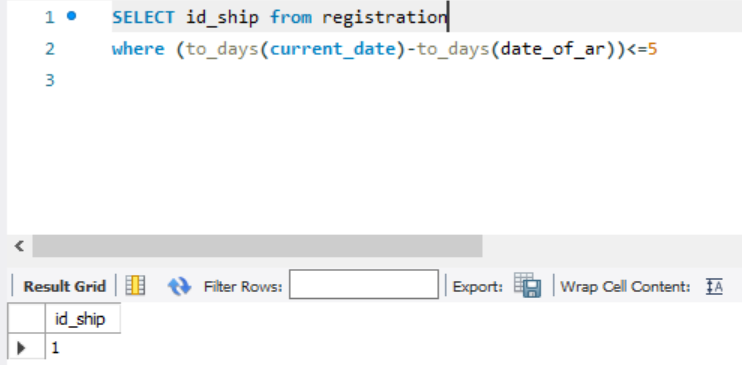 1 SELECT id_ship from registration
2 where (to_days(current_date)-to_days(date_of_ar))<=5
3
Result Grid Filter Rows: Export: Wrap Cell Content: IA
id_ship
1